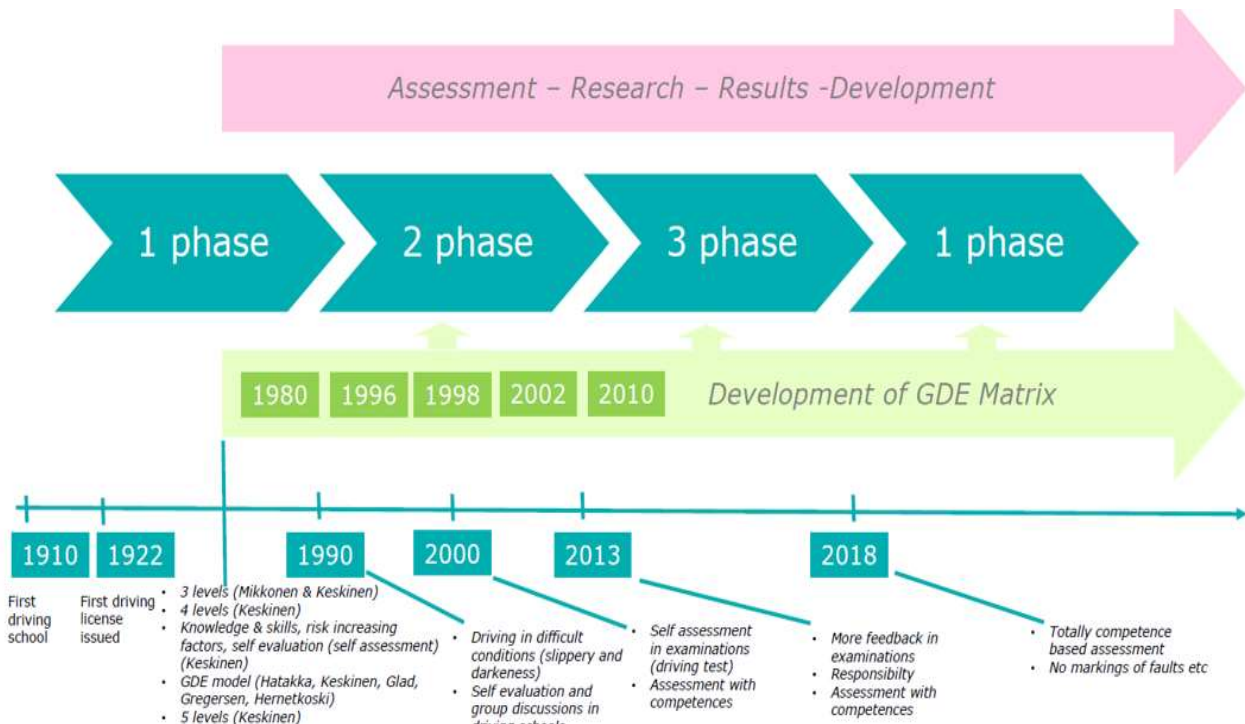 Assessment – Research – Results -Development
1 phase
2 phase
3 phase
1 phase
1980
1996
1998
2002
2010
Development of GDE Matrix
1910
1922
1990
2000
2013
2018
First
driving
school
First driving
license
issued
• 3 levels (Mikkonen & Keskinen)
• 4 levels (Keskinen)
• Knowledge & skills, risk increasing
factors, self evaluation (self assessment)
(Keskinen)
• GDE model (Hatakka, Keskinen, Glad,
Gregersen, Hernetkoski)
• 5 levels (Keskinen)
• Driving in difficult
conditions (slippery and
darkeness)
• Self evaluation and
group discussions in
driving schools
• Self assessment
in examinations
(driving test)
• Assessment with
competences
• More feedback in
examinations
• Responsibilty
• Assessment with
competences
• Totally competence
based assessment
• No markings of faults etc